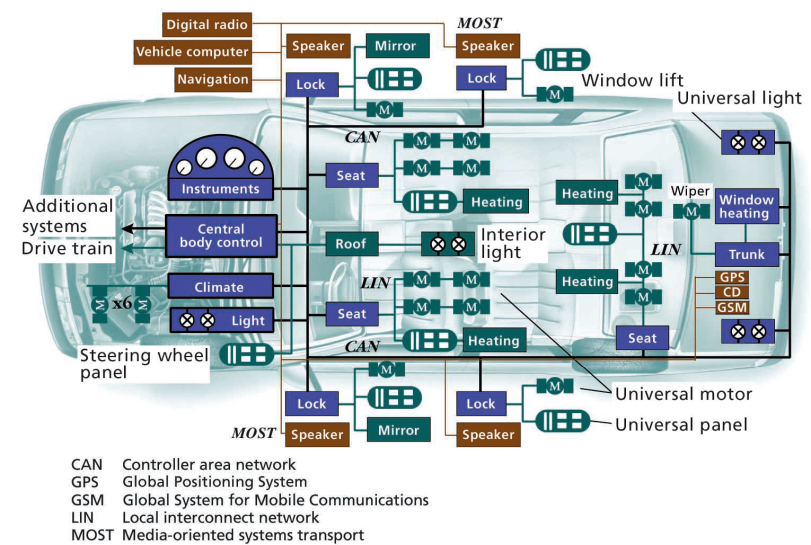 Digital radio
MOST
Vehicle computer
Speaker
Mirror
Speaker
Navigation
Lock
Lock
Window lift
M
M
Universal light
CAN
M M
Instruments
Seat
M M
Heating
Heating
M
Wiper
M
Window
heating
M
Additional
systems
Drive train
Central
body control
Roof
Interior
light
LIN
Trunk
Climate
LIN
M M
Heating
M
GPS
CD
GSM
M x6 M
Light
Seat
M M
M
CAN
Heating
Seat
Steering wheel
panel
M
M
Universal motor
Lock
Lock
Universal panel
MOST
Speaker
Mirror
Speaker
CAN Controller area network
GPS Global Positioning System
GSM Global System for Mobile Communications
LIN Local interconnect network
MOST Media-oriented systems transport